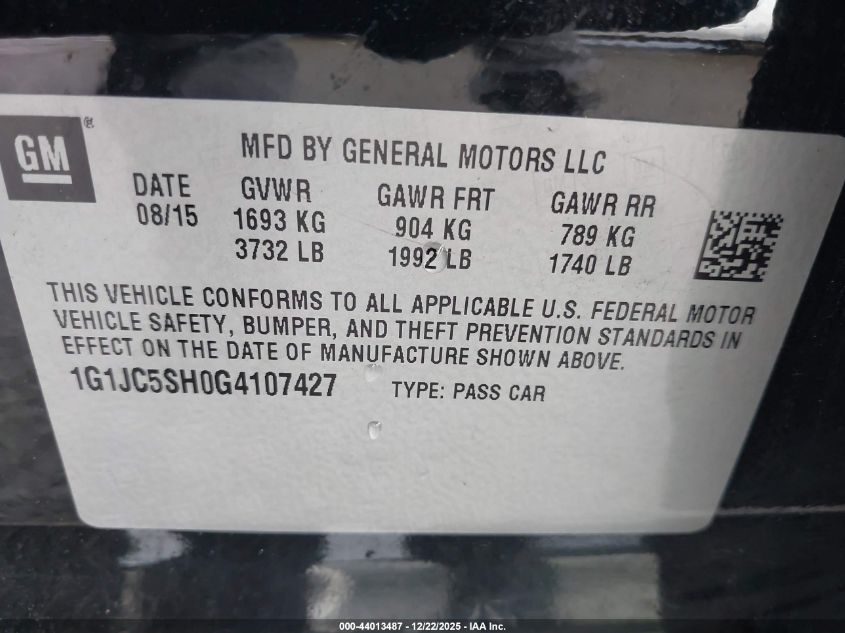 GM®
MFD BY GENERAL MOTORS LLC
DATE GVWR GAWR FRT GAWR RR
08/15 1693 KG 904 KG 789 KG
3732 LB 1992 LB 1740 LB
THIS VEHICLE CONFORMS TO ALL APPLICABLE U.S. FEDERAL MOTOR
VEHICLE SAFETY, BUMPER, AND THEFT PREVENTION STANDARDS IN
EFFECT ON THE DATE OF MANUFACTURE SHOWN ABOVE.
1G1JC5SH0G4107427 TYPE: PASS CAR
000-44013487 - 12/22/2025 - IAA Inc.